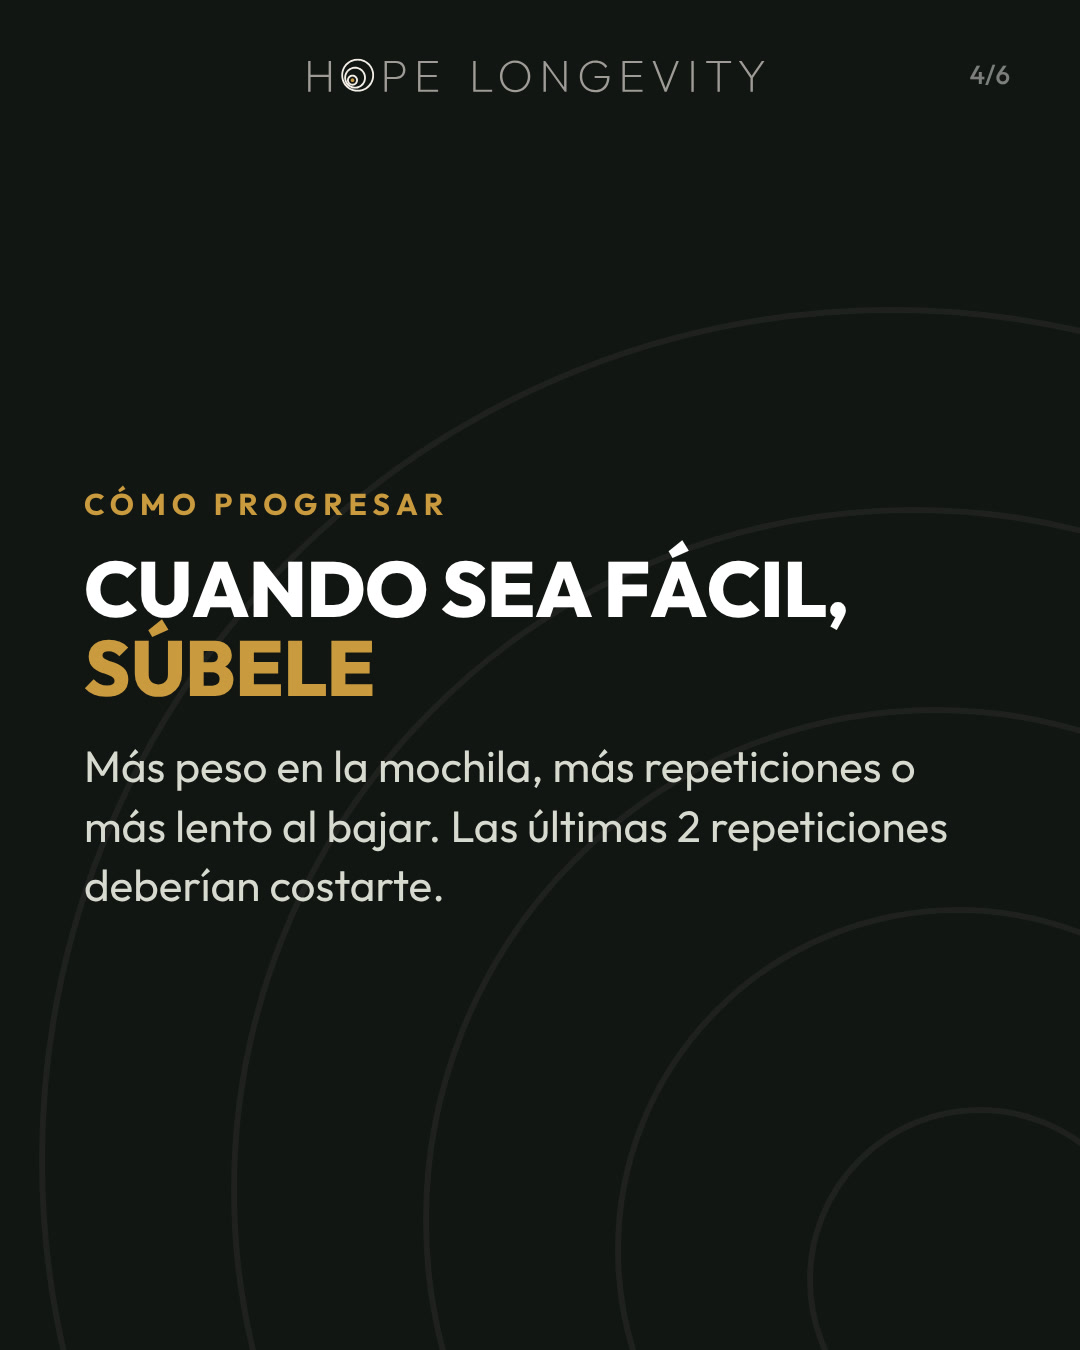 HOPE LONGEVITY
4/6
CÓMO PROGRESAR
CUANDO SEA FÁCIL,
SÚBELE
Más peso en la mochila, más repeticiones o
más lento al bajar. Las últimas 2 repeticiones
deberían costarte.